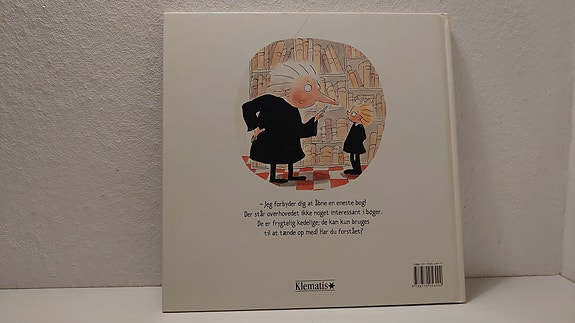 – Jeg forbyder dig at åbne en eneste bog!
Der står overhovedet ikke noget interessant i bøger.
De er frygtelig kedelige; de kan kun bruges
til at tænde op med! Har du forstået?
Klematis